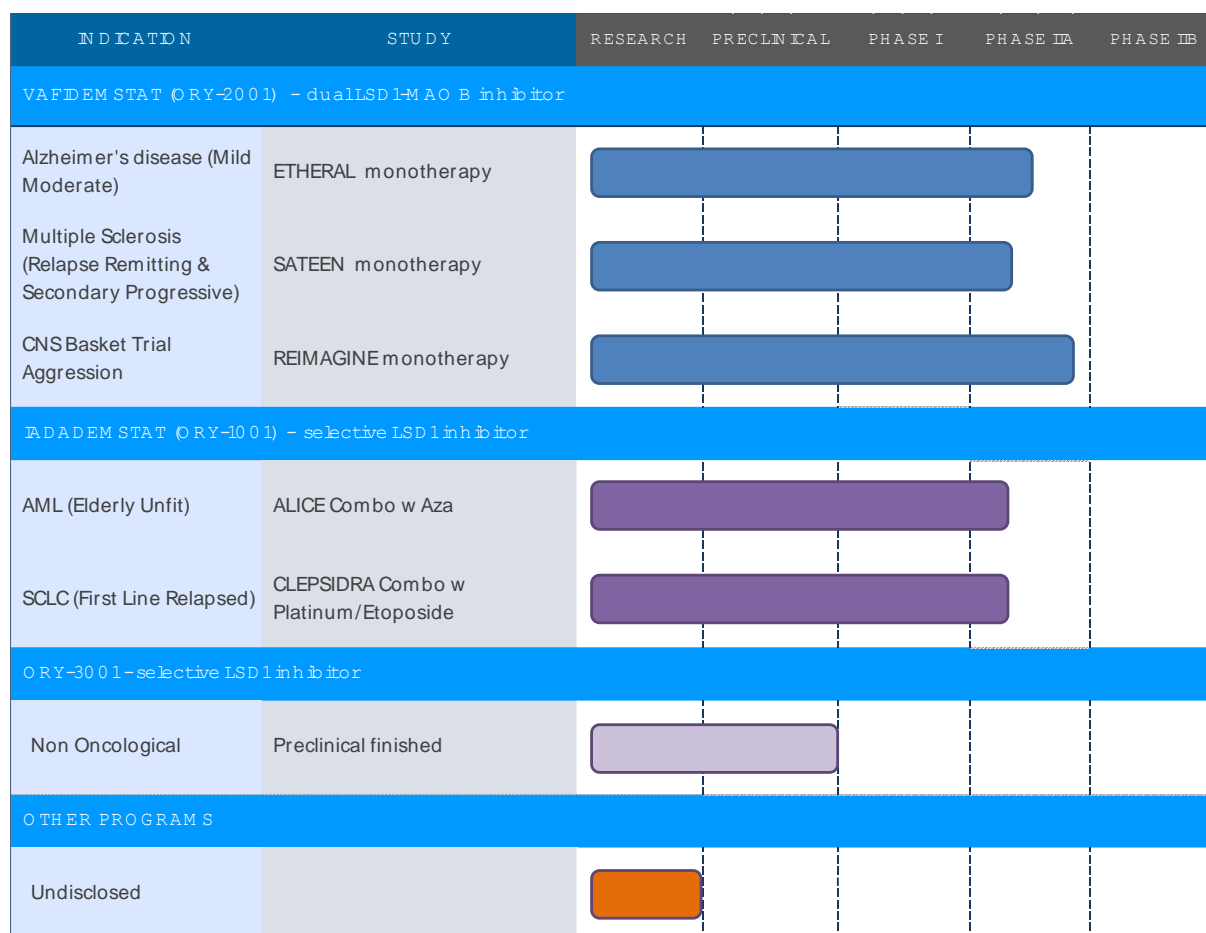 INDICATION STUDY RESEARCH PRECLINICAL PHASE I PHASE IIA PHASE IIB
VAFIDEMSTAT (ORY-2001) - dual LSD1-MAO B inhibitor
Alzheimer's disease (Mild
Moderate)
ETHERAL monotherapy
Multiple Sclerosis
(Relapse Remitting &
Secondary Progressive)
SATEEN monotherapy
CNS Basket Trial
Aggression
REIMAGINE monotherapy
IADADEMSTAT (ORY-1001) - selective LSD1 inhibitor
AML (Elderly Unfit)
ALICE Combo w Aza
SCLC (First Line Relapsed)
CLEPSIDRA Combo w
Platinum/Etoposide
ORY-3001 - selective LSD1 inhibitor
Non Oncological
Preclinical finished
OTHER PROGRAMS
Undisclosed